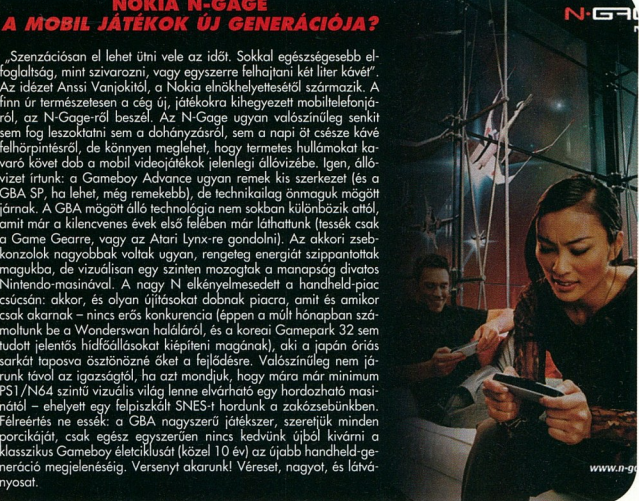 NOKIA N-GAGE
A MOBIL JÁTÉKOK ÚJ GENERÁCIÓJA?
„Szenzációsan el lehet ütni vele az időt. Sokkal egészségesebb el-
foglaltság, mint szivarozni, vagy egyszerre felhajtani két liter kávét”.
Az idézet Anssi Vanjokitól, a Nokia elnökhelyettesétől származik. A
finn úr természetesen a cég új, játékokra kihegyezett mobiltelefonjá-
ról, az N-Gage-ről beszél. Az N-Gage ugyan valószínűleg senkit
sem fog leszoktatni sem a dohányzásról, sem a napi öt csésze kávé
felhörpintésről, de könnyen meglehet, hogy termetes hullámokat ka-
varó követ dob a mobil videojátékok jelenlegi állóvizébe. Igen, álló-
vizet írtunk: a Gameboy Advance ugyan remek kis szerkezet (és a
GBA SP, ha lehet, még remekebb), de technikailag önmaguk mögött
járnak. A GBA mögött álló technológia nem sokban különbözik attól,
amit már a kilencvenes évek első felében már láthattunk (tessék csak
a Game Gearre, vagy az Atari Lynx-re gondolni). Az akkori zseb-
konzolok nagyobbak voltak ugyan, rengeteg energiát szippantottak
magukba, de vizuálisan egy szinten mozogtak a manapság divatos
Nintendo-masinával. A nagy N elkényelmesedett a handheld-piac
csúcsán: akkor, és olyan újításokat dobnak piacra, amit és amikor
csak akarnak – nincs erős konkurencia (éppen a múlt hónapban szá-
moltunk be a Wonderswan haláláról, és a koreai Gamepark 32 sem
tudott jelentős hídfőállásokat kiépíteni magának), aki a japán óriás
sarkát taposva ösztönözné őket a fejlődésre. Valószínűleg nem já-
runk távol az igazságtól, ha azt mondjuk, hogy mára már minimum
PS1/N64 szintű vizuális világ lenne elvárható egy hordozható masi-
nától – ehelyett egy felpiszkált SNES-t hordunk a zakózsebünkben.
Félreértés ne essék: a GBA nagyszerű játékszer, szeretjük minden
porcikáját, csak egész egyszerűen nincs kedvünk újból kivárni a
klasszikus Gameboy életciklusát (közel 10 év) az újabb handheld-ge-
neráció megjelenéséig. Versenyt akarunk! Véreset, nagyot, és látvá-
nyosat.
N-GAG
www.n-ga